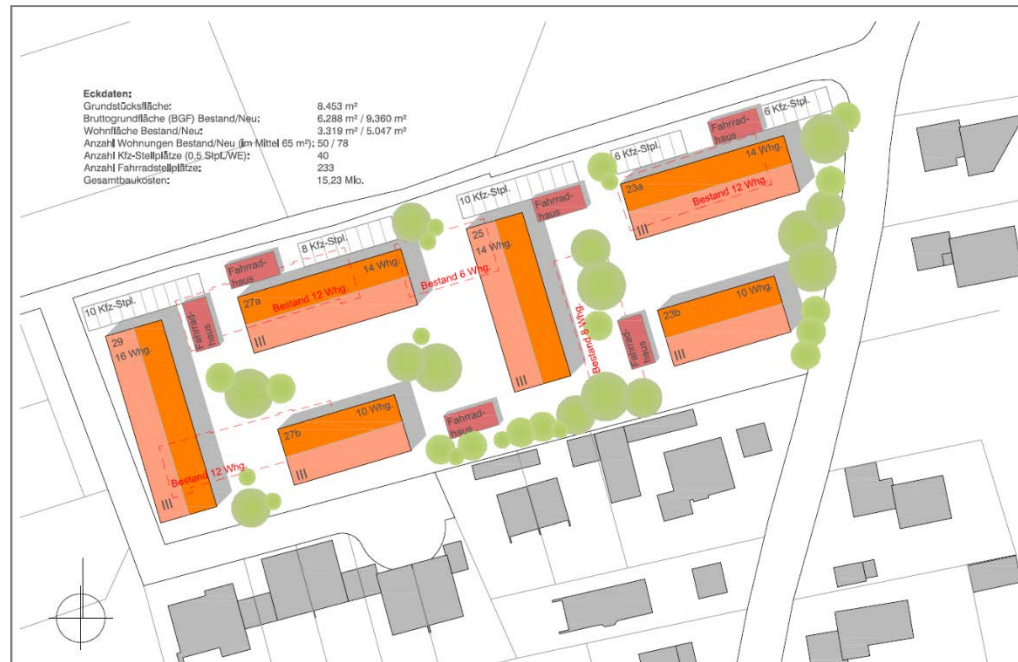 Eckdaten:
Grundstücksfläche: 8.453 m²
Bruttogrundfläche (BGF) Bestand/Neu: 6.288 m² / 9.360 m²
Wohnfläche Bestand/Neu: 3.319 m² / 5.047 m²
Anzahl Wohnungen Bestand/Neu (im Mittel 65 m²): 50 / 78
Anzahl Kfz-Stellplätze (0,5 Stpl./WE): 40
Anzahl Fahrradstellplätze: 233
Gesamtbaukosten: 15,23 Mio.
6 Kfz-Stpl.
Fahrrad-
haus
6 Kfz-Stpl.
14 Whg.
23a
Bestand 12 Whg.
III
10 Kfz-Stpl.
Fahrrad-
haus
25
14 Whg.
III
8 Kfz-Stpl.
14 Whg.
Bestand 6 Whg.
Fahrrad-
haus
27a
Bestand 12 Whg.
III
10 Kfz-Stpl.
Fahrrad-
haus
29
16 Whg.
III
Bestand 8 Whg.
Fahrrad-
haus
10 Whg.
23b
III
10 Whg.
27b
III
Fahrrad-
haus
Bestand 12 Whg.